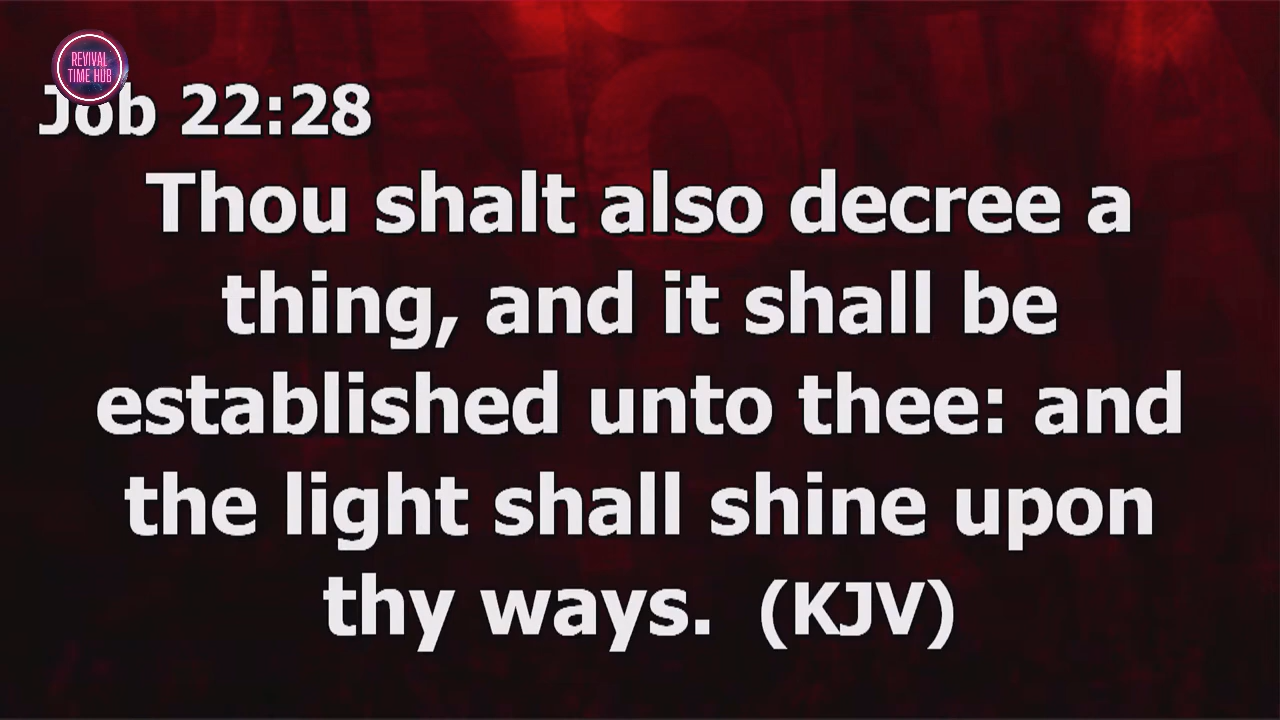 REVIVAL
TIME HUB
Job 22:28
Thou shalt also decree a
thing, and it shall be
established unto thee: and
the light shall shine upon
thy ways.  (KJV)